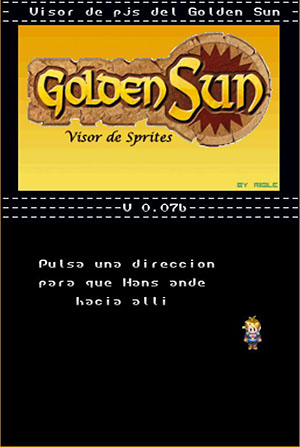 Visor de pjs del Golden Sun
GOLDEN SUN
Visor de Sprites
BY AIOLE
V 0.07b
Pulsa una direccion
para que Hans ande
hacia alli